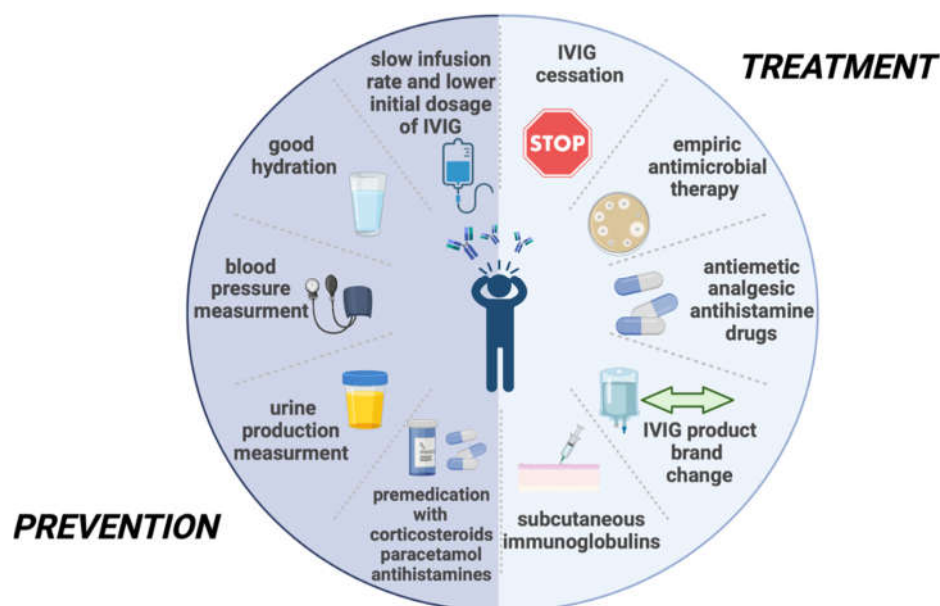 TREATMENT
slow infusion
rate and lower
initial dosage
of IVIG
IVIG
cessation
STOP
good
hydration
empiric
antimicrobial
therapy
blood
pressure
measurment
antiemetic
analgesic
antihistamine
drugs
urine
production
measurment
IVIG product
brand
change
premedication
with
corticosteroids
paracetamol
antihistamines
subcutaneous
immunoglobulins
PREVENTION